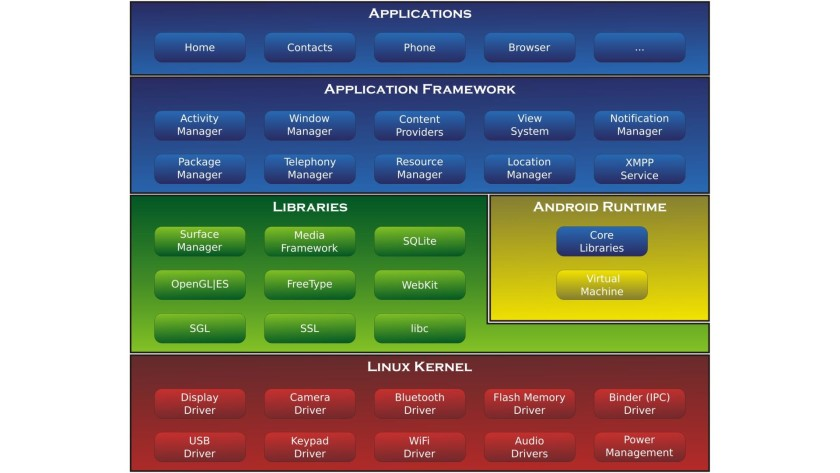 APPLICATIONS
Home
Contacts
Phone
Browser
...
APPLICATION FRAMEWORK
Activity
Manager
Window
Manager
Content
Providers
View
System
Notification
Manager
Package
Manager
Telephony
Manager
Resource
Manager
Location
Manager
XMPP
Service
LIBRARIES
Surface
Manager
Media
Framework
SQLite
OpenGL|ES
FreeType
WebKit
SGL
SSL
libc
ANDROID RUNTIME
Core
Libraries
Virtual
Machine
LINUX KERNEL
Display
Driver
Camera
Driver
Bluetooth
Driver
Flash Memory
Driver
Binder (IPC)
Driver
USB
Driver
Keypad
Driver
WiFi
Driver
Audio
Drivers
Power
Management